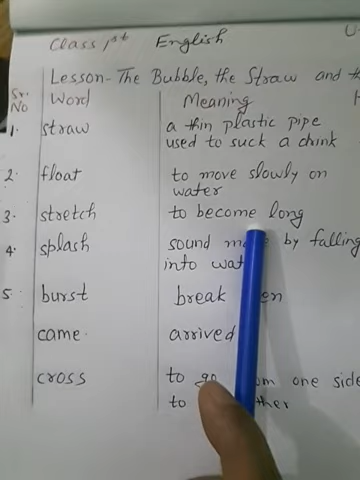 Class 1st English
Lesson - The Bubble, the Straw and
Sr. No Word Meaning
1. straw a thin plastic pipe
used to suck a drink
2. float to move slowly on
water
3. stretch to become long
4. splash sound by falling
into
5. burst break
came arrived
cross to one side
to